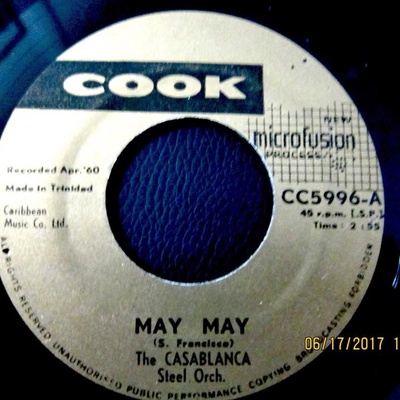 COOK
NEW
microfusion
PROCESS
Recorded Apr. '60
Made in Trinidad
Caribbean
Music Co. Ltd.
CC5996-A
45 r.p.m.
Time: 2:55
MAY MAY
(S. Francisco)
The CASABLANCA
Steel Orch.
ALL RIGHTS RESERVED UNAUTHORISED PUBLIC PERFORMANCE COPYING BROADCASTING FORBIDDEN
06/17/2017 1